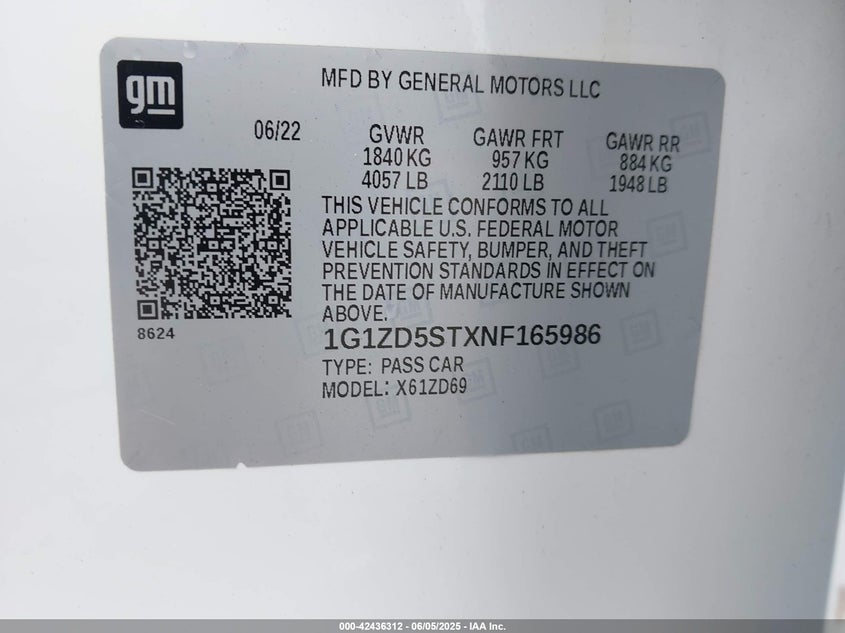 gm
MFD BY GENERAL MOTORS LLC
06/22 GVWR GAWR FRT GAWR RR
1840 KG 957 KG 884 KG
4057 LB 2110 LB 1948 LB
THIS VEHICLE CONFORMS TO ALL
APPLICABLE U.S. FEDERAL MOTOR
VEHICLE SAFETY, BUMPER, AND THEFT
PREVENTION STANDARDS IN EFFECT ON
THE DATE OF MANUFACTURE SHOWN
ABOVE.
8624
1G1ZD5STXNF165986
TYPE: PASS CAR
MODEL: X61ZD69
000-42436312 - 06/05/2025 - IAA Inc.